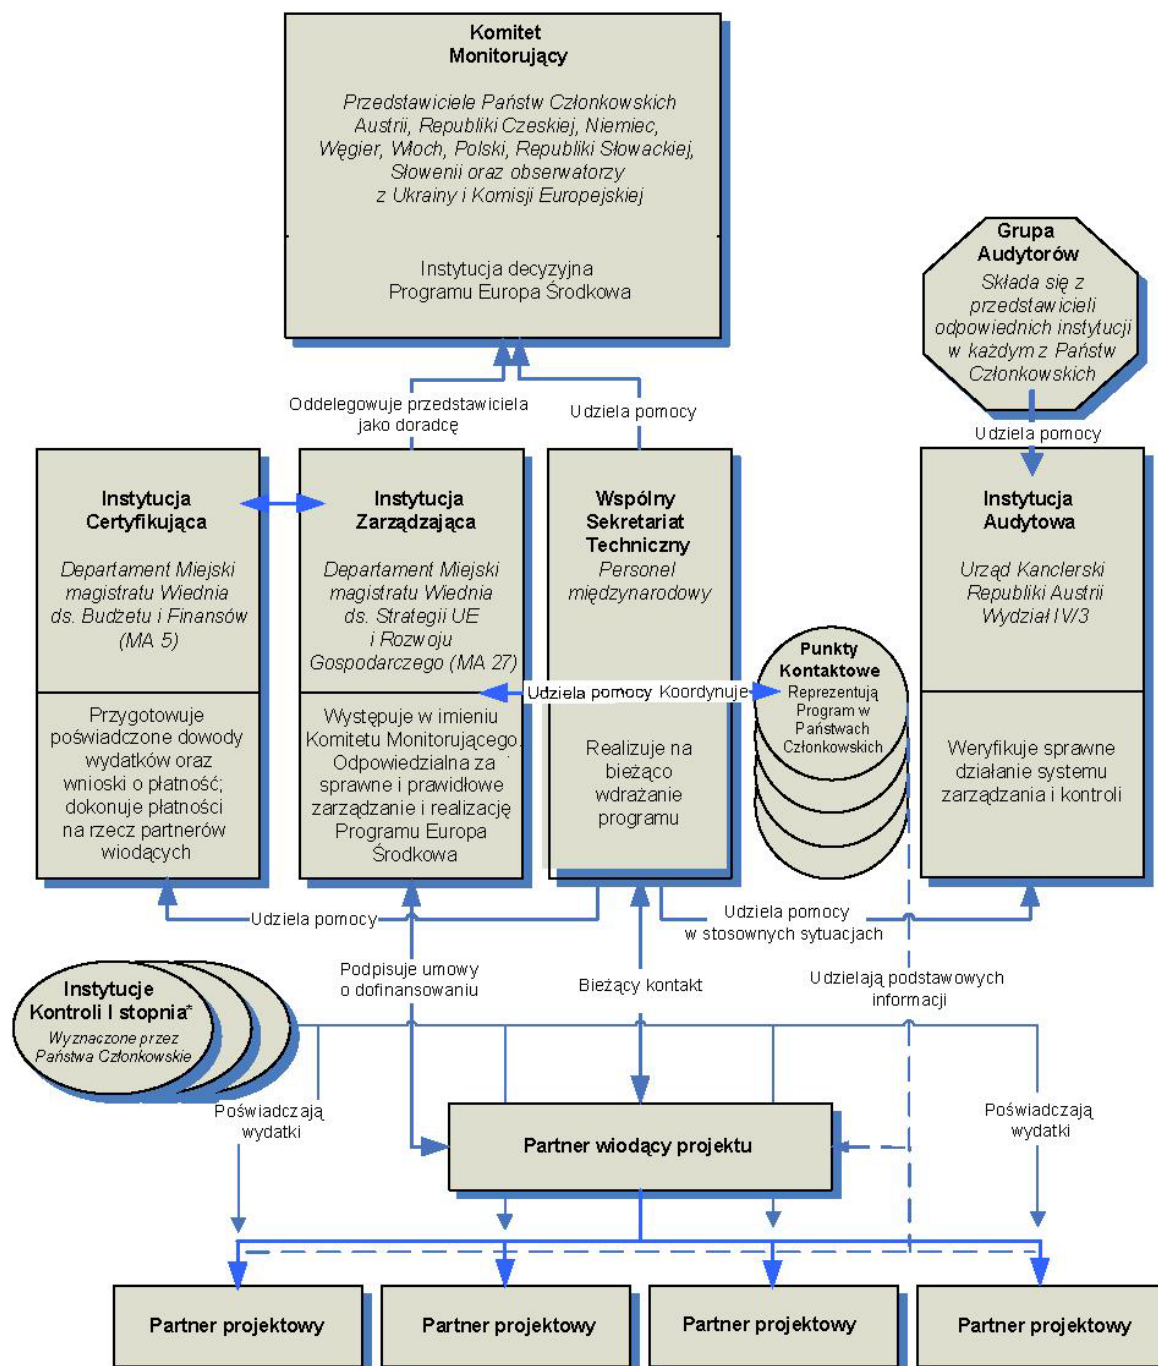 Komitet
Monitorujący
Przedstawiciele Państw Członkowskich
Austrii, Republiki Czeskiej, Niemiec,
Węgier, Włoch, Polski, Republiki Słowackiej,
Słowenii oraz obserwatorzy
z Ukrainy i Komisji Europejskiej
Instytucja decyzyjna
Programu Europa Środkowa
Grupa
Audytorów
Składa się z
przedstawicieli
odpowiednich instytucji
w każdym z Państw
Członkowskich
Oddelegowuje przedstawiciela
jako doradcę
Udziela pomocy
Udziela pomocy
Instytucja
Certyfikująca
Departament Miejski
magistratu Wiednia
ds. Budżetu i Finansów
(MA 5)
Przygotowuje
poświadczone dowody
wydatków oraz
wnioski o płatność;
dokonuje płatności
na rzecz partnerów
wiodących
Instytucja
Zarządzająca
Departament Miejski
magistratu Wiednia
ds. Strategii UE
i Rozwoju
Gospodarczego (MA 27)
Występuje w imieniu
Komitetu Monitorującego.
Odpowiedzialna za
sprawne i prawidłowe
zarządzanie i realizację
Programu Europa
Środkowa
Wspólny
Sekretariat
Techniczny
Personel
międzynarodowy
Realizuje na
bieżąco
wdrażanie
programu
Udziela pomocy Koordynuje
Punkty
Kontaktowe
Reprezentują
Program w
Państwach
Członkowskich
Instytucja
Audytowa
Urząd Kanclerski
Republiki Austrii
Wydział IV/3
Weryfikuje sprawne
działanie systemu
zarządzania i kontroli
Udziela pomocy
Udziela pomocy
w stosownych sytuacjach
Podpisuje umowy
o dofinansowaniu
Bieżący kontakt
Udzielają podstawowych
informacji
Instytucje
Kontroli I stopnia*
Wyznaczone przez
Państwa Członkowskie
Poświadczają
wydatki
Poświadczają
wydatki
Partner wiodący projektu
Partner projektowy
Partner projektowy
Partner projektowy
Partner projektowy